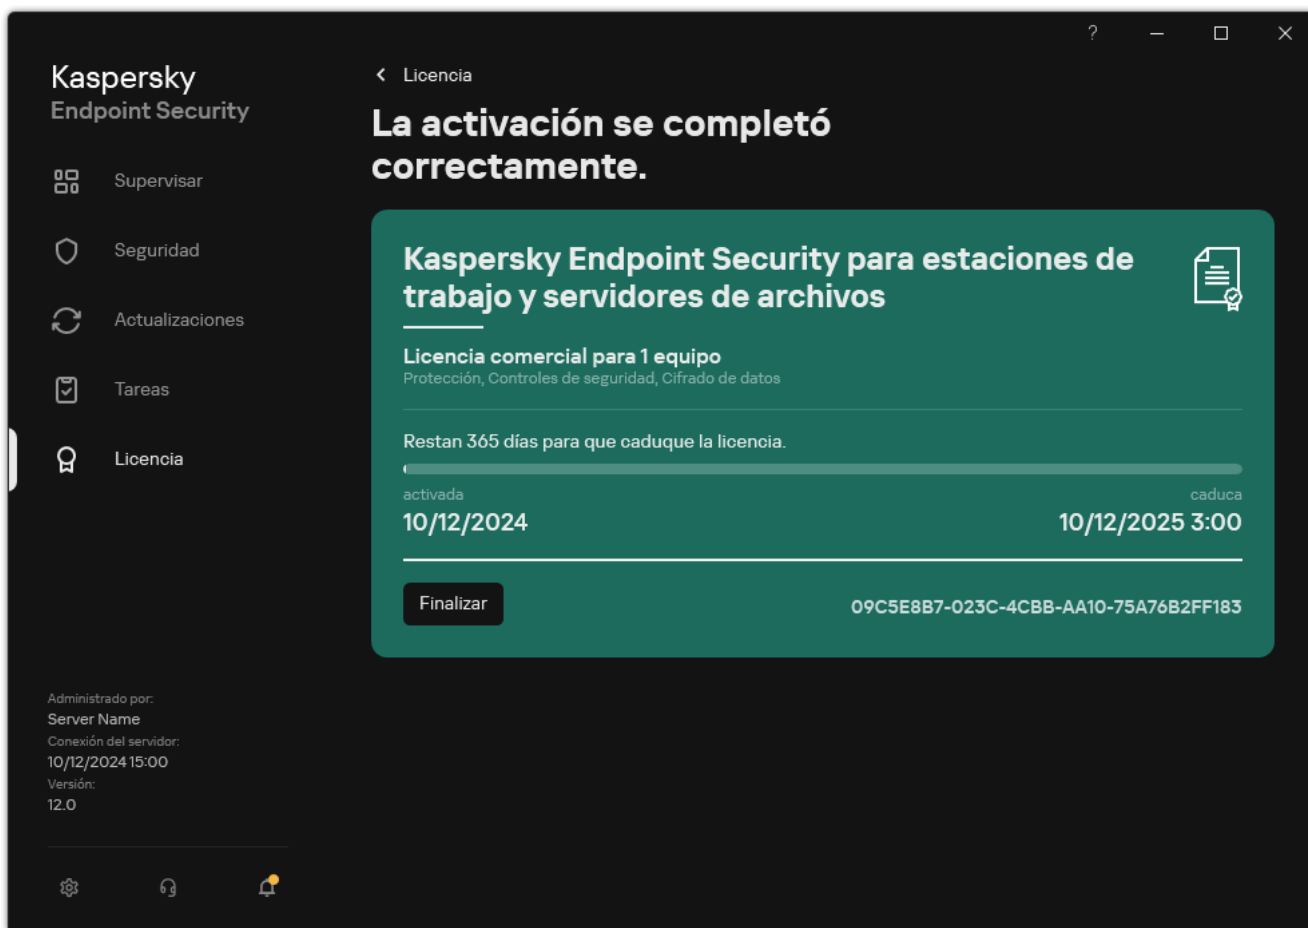 ?
Kaspersky
Endpoint Security
Supervisar
Seguridad
Actualizaciones
Tareas
Licencia
Administrado por:
Server Name
Conexión del servidor:
10/12/2024 15:00
Versión:
12.0
Licencia
La activación se completó
correctamente.
Kaspersky Endpoint Security para estaciones de
trabajo y servidores de archivos
Licencia comercial para 1 equipo
Protección, Controles de seguridad, Cifrado de datos
Restan 365 días para que caduque la licencia.
activada
caduca
10/12/2024
10/12/2025 3:00
Finalizar
09C5E8B7-023C-4CBB-AA10-75A76B2FF183